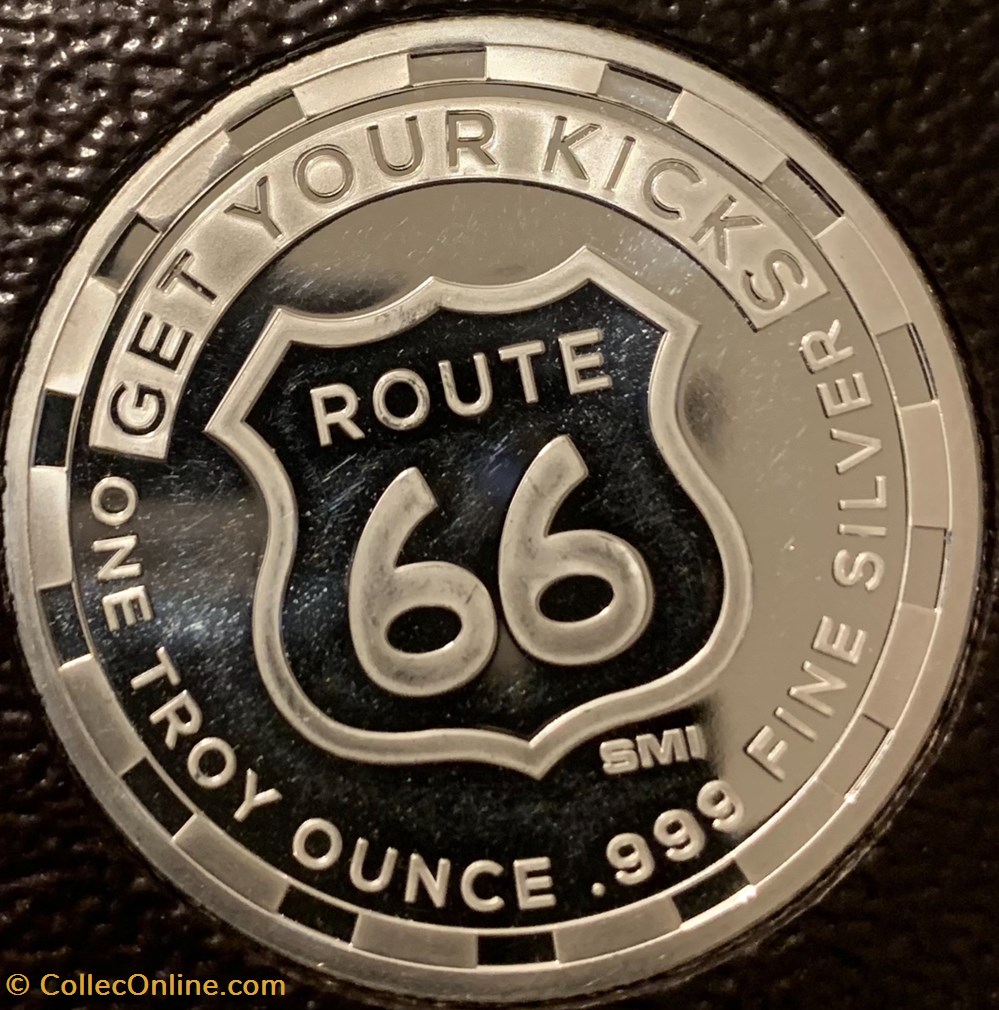 GET YOUR KICKS
ROUTE
66
SMI
ONE TROY OUNCE .999 FINE SILVER
© CollecOnline.com